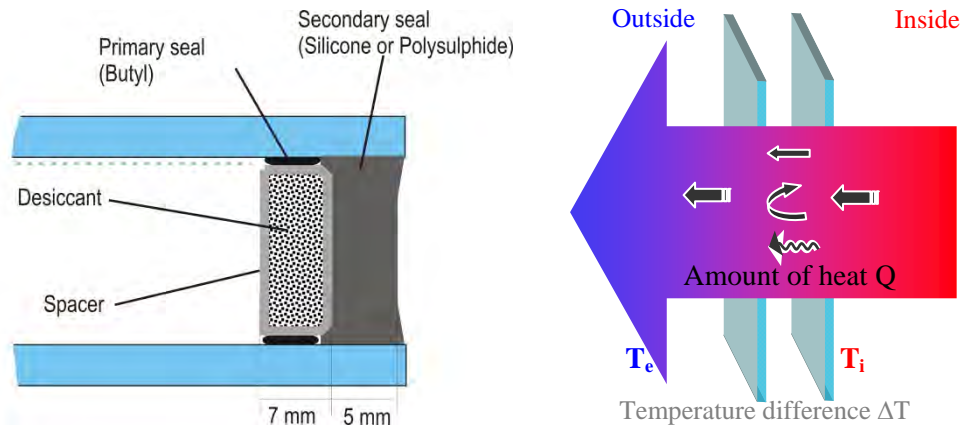 Secondary seal
(Silicone or Polysulphide)
Primary seal
(Butyl)
Desiccant
Spacer
7 mm
5 mm
Outside
Inside
Amount of heat Q
Te
Ti
Temperature difference ΔT